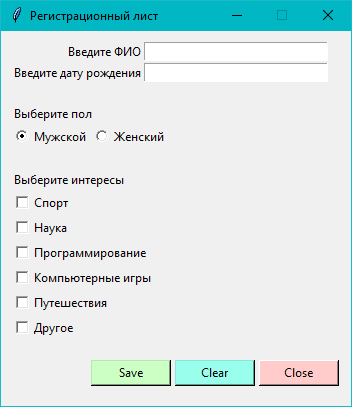 Регистрационный лист
Введите ФИО
Введите дату рождения
Выберите пол
Мужской Женский
Выберите интересы
Спорт
Наука
Программирование
Компьютерные игры
Путешествия
Другое
Save Clear Close